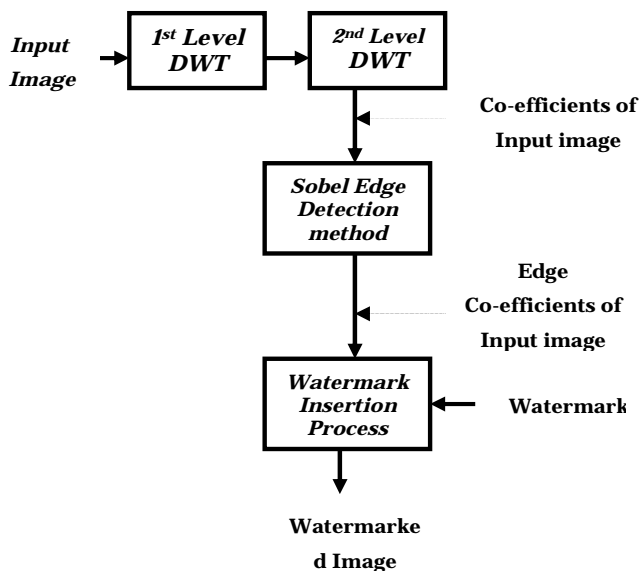 Input
Image
1st Level
DWT
2nd Level
DWT
Co-efficients of
Input image
Sobel Edge
Detection
method
Edge
Co-efficients of
Input image
Watermark
Insertion
Process
Watermark
Watermarke
d Image